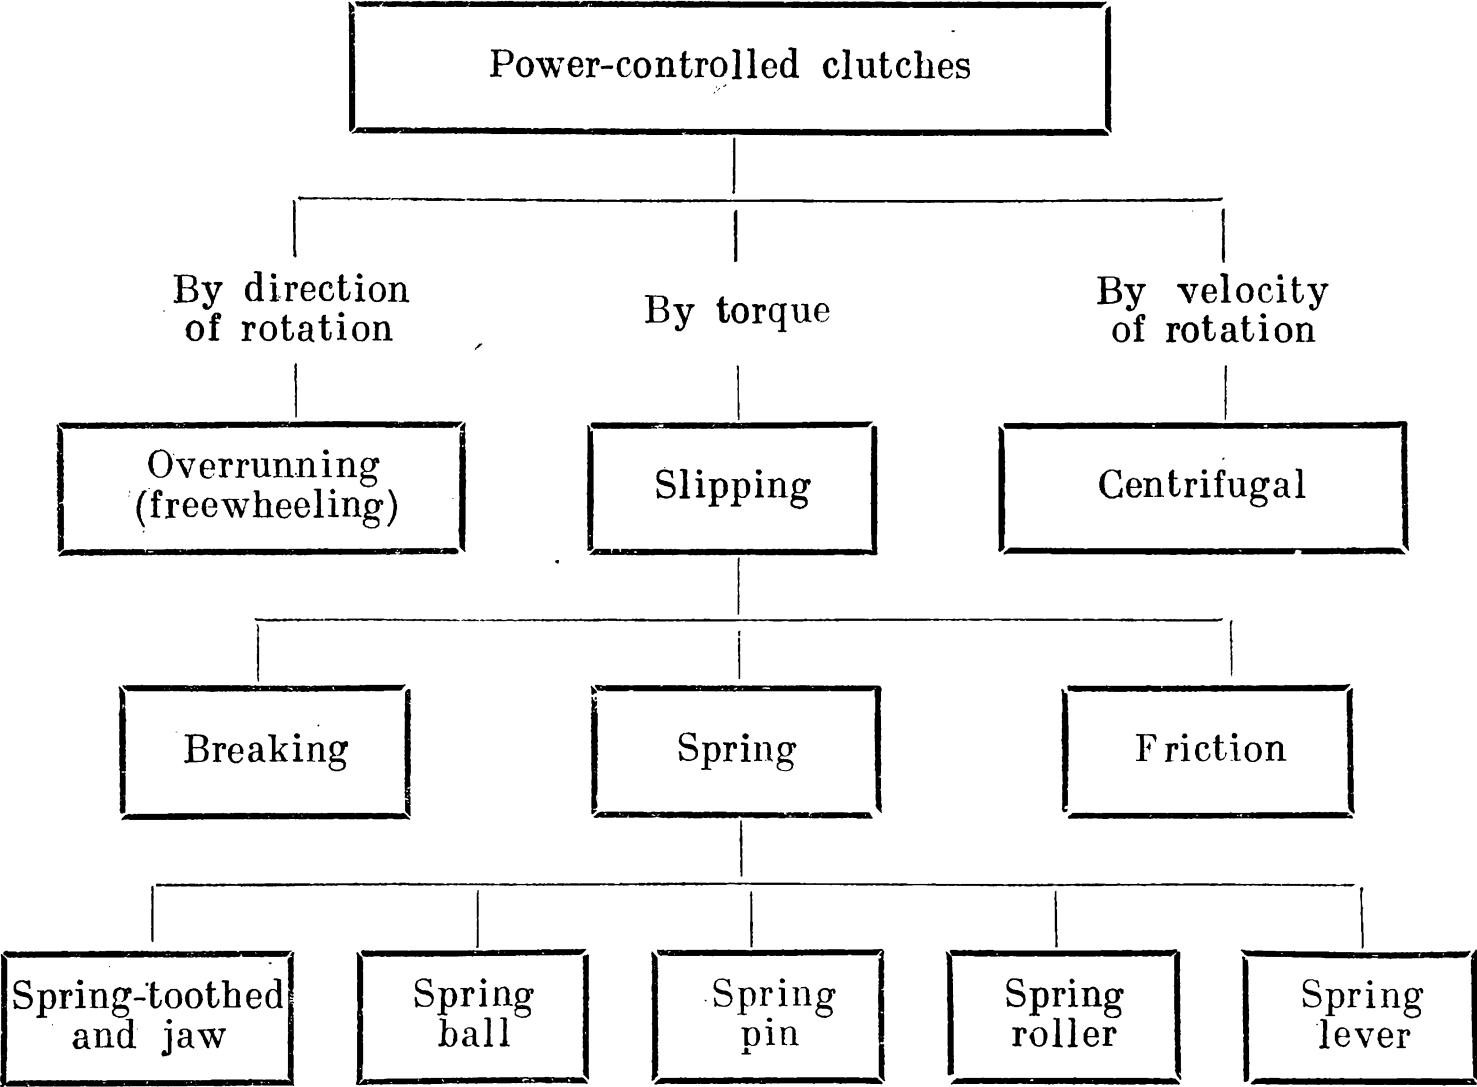 Power-controlled clutches
By direction
of rotation
By torque
By velocity
of rotation
Overrunning
(freewheeling)
Slipping
Centrifugal
Breaking
Spring
Friction
Spring-toothed
and jaw
Spring
ball
Spring
pin
Spring
roller
Spring
lever